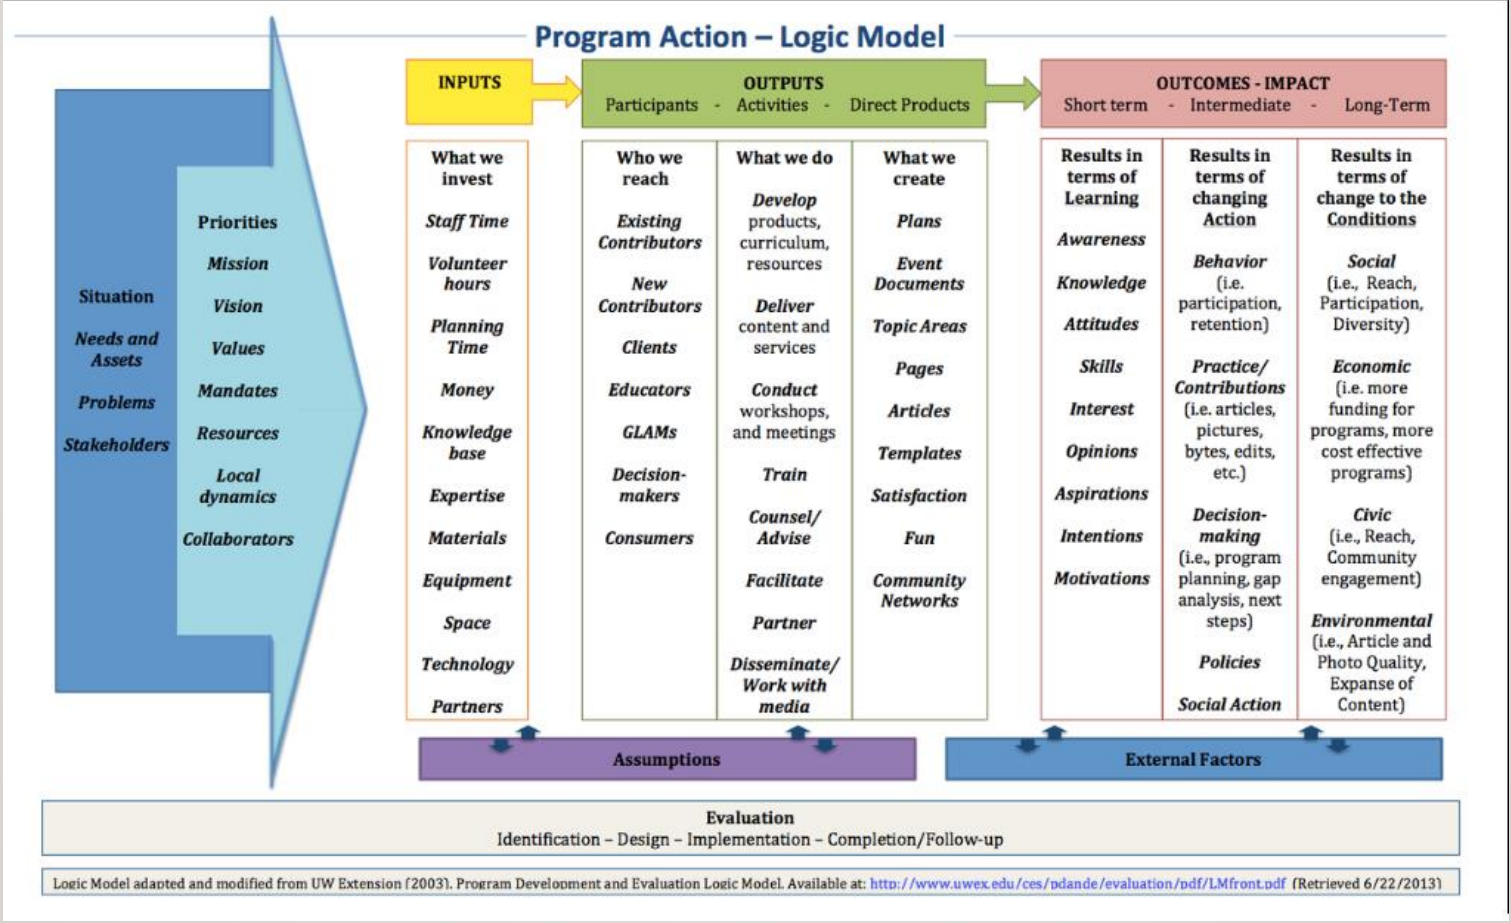 Program Action – Logic Model
Situation
Needs and
Assets
Problems
Stakeholders
Priorities
Mission
Vision
Values
Mandates
Resources
Local
dynamics
Collaborators
INPUTS
What we
invest
Staff Time
Volunteer
hours
Planning
Time
Money
Knowledge
base
Expertise
Materials
Equipment
Space
Technology
Partners
OUTPUTS
Participants - Activities - Direct Products
Who we
reach
Existing
Contributors
New
Contributors
Clients
Educators
GLAMs
Decision-
makers
Consumers
What we do
Develop
products,
curriculum,
resources
Deliver
content and
services
Conduct
workshops,
and meetings
Train
Counsel/
Advise
Facilitate
Partner
Disseminate/
Work with
media
What we
create
Plans
Event
Documents
Topic Areas
Pages
Articles
Templates
Satisfaction
Fun
Community
Networks
OUTCOMES - IMPACT
Short term - Intermediate - Long-Term
Results in
terms of
Learning
Awareness
Knowledge
Attitudes
Skills
Interest
Opinions
Aspirations
Intentions
Motivations
Results in
terms of
changing
Action
Behavior
(i.e.
participation,
retention)
Practice/
Contributions
(i.e. articles,
pictures,
bytes, edits,
etc.)
Decision-
making
(i.e., program
planning, gap
analysis, next
steps)
Policies
Social Action
Results in
terms of
change to the
Conditions
Social
(i.e., Reach,
Participation,
Diversity)
Economic
(i.e. more
funding for
programs, more
cost effective
programs)
Civic
(i.e., Reach,
Community
engagement)
Environmental
(i.e., Article and
Photo Quality,
Expanse of
Content)
Assumptions
External Factors
Evaluation
Identification – Design – Implementation – Completion/Follow-up
Logic Model adapted and modified from UW Extension (2003). Program Development and Evaluation Logic Model. Available at: http://www.uwex.edu/ces/pdande/evaluation/pdf/LMfront.pdf (Retrieved 6/22/2013)